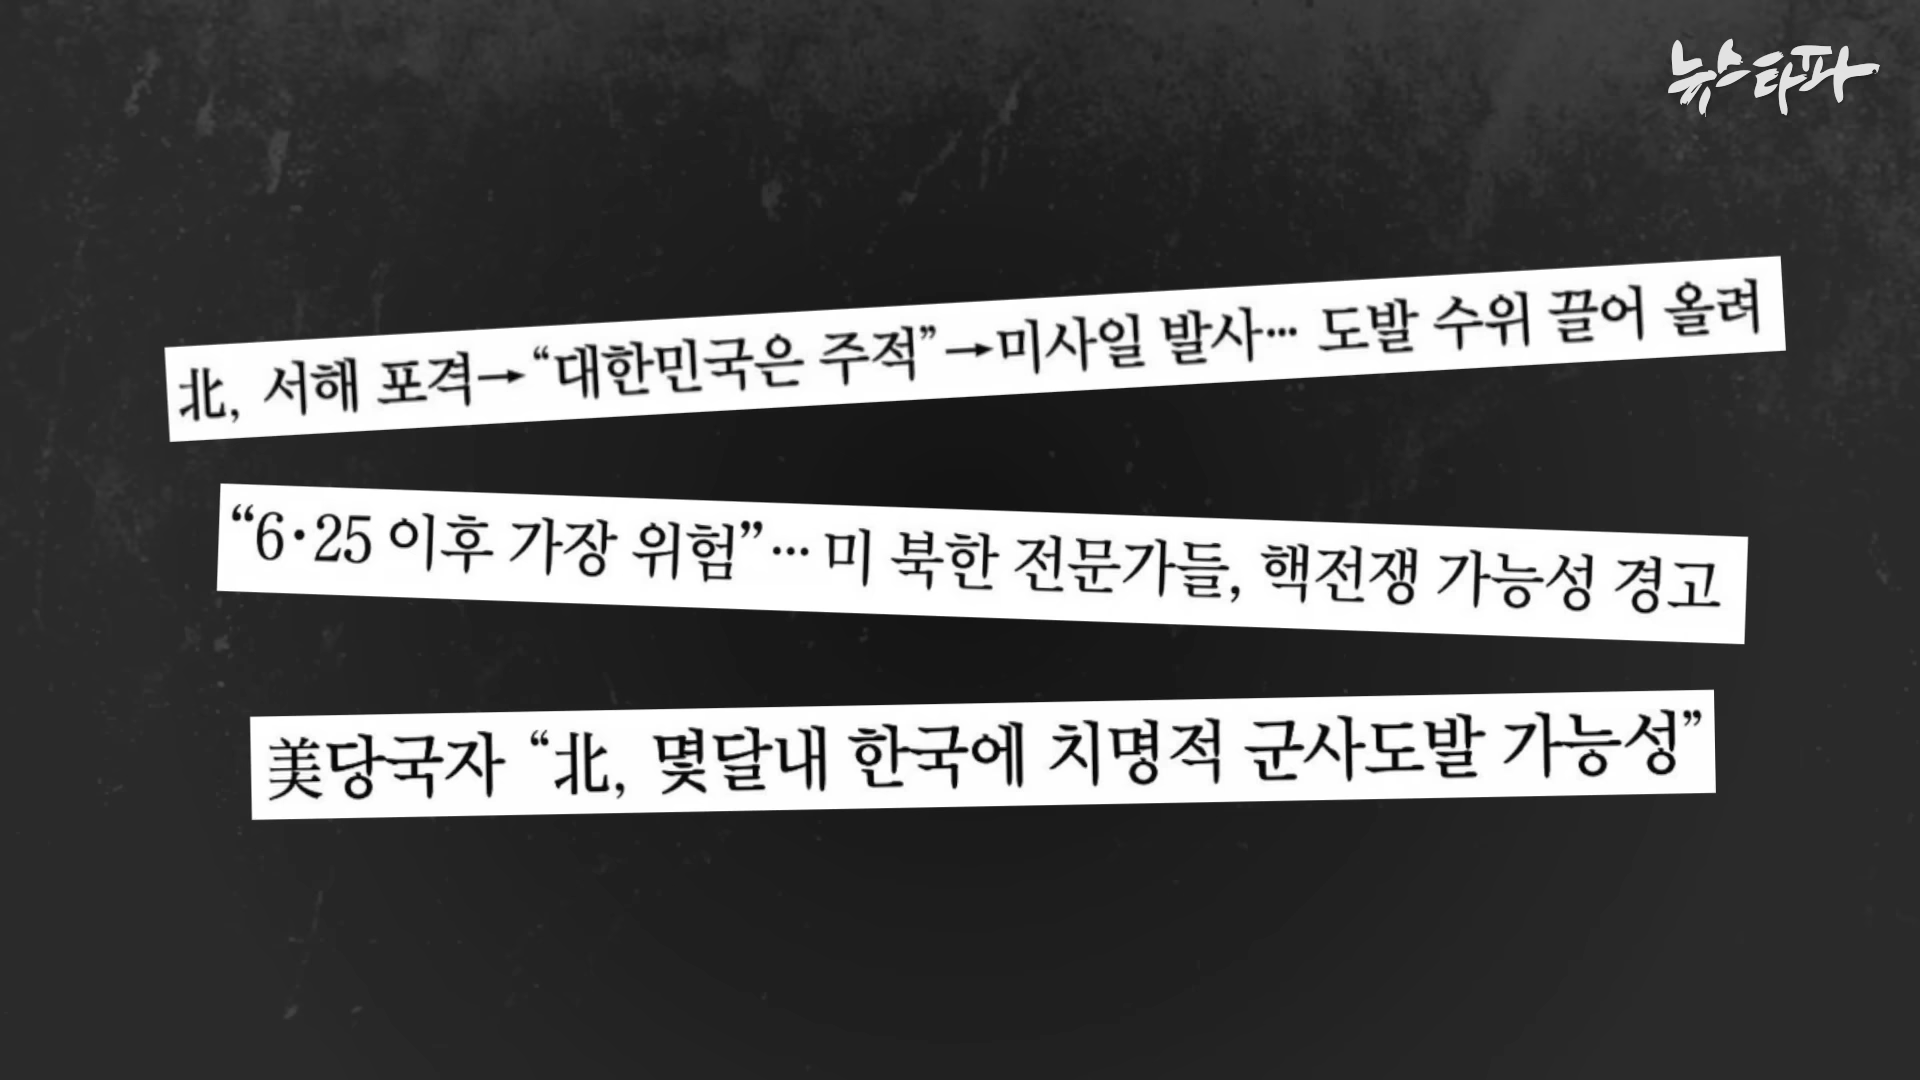 뉴스타파
北, 서해 포격→“대한민국은 주적”→미사일 발사… 도발 수위 끌어 올려
“6·25 이후 가장 위험”… 미 북한 전문가들, 핵전쟁 가능성 경고
美당국자 “北, 몇달내 한국에 치명적 군사도발 가능성”